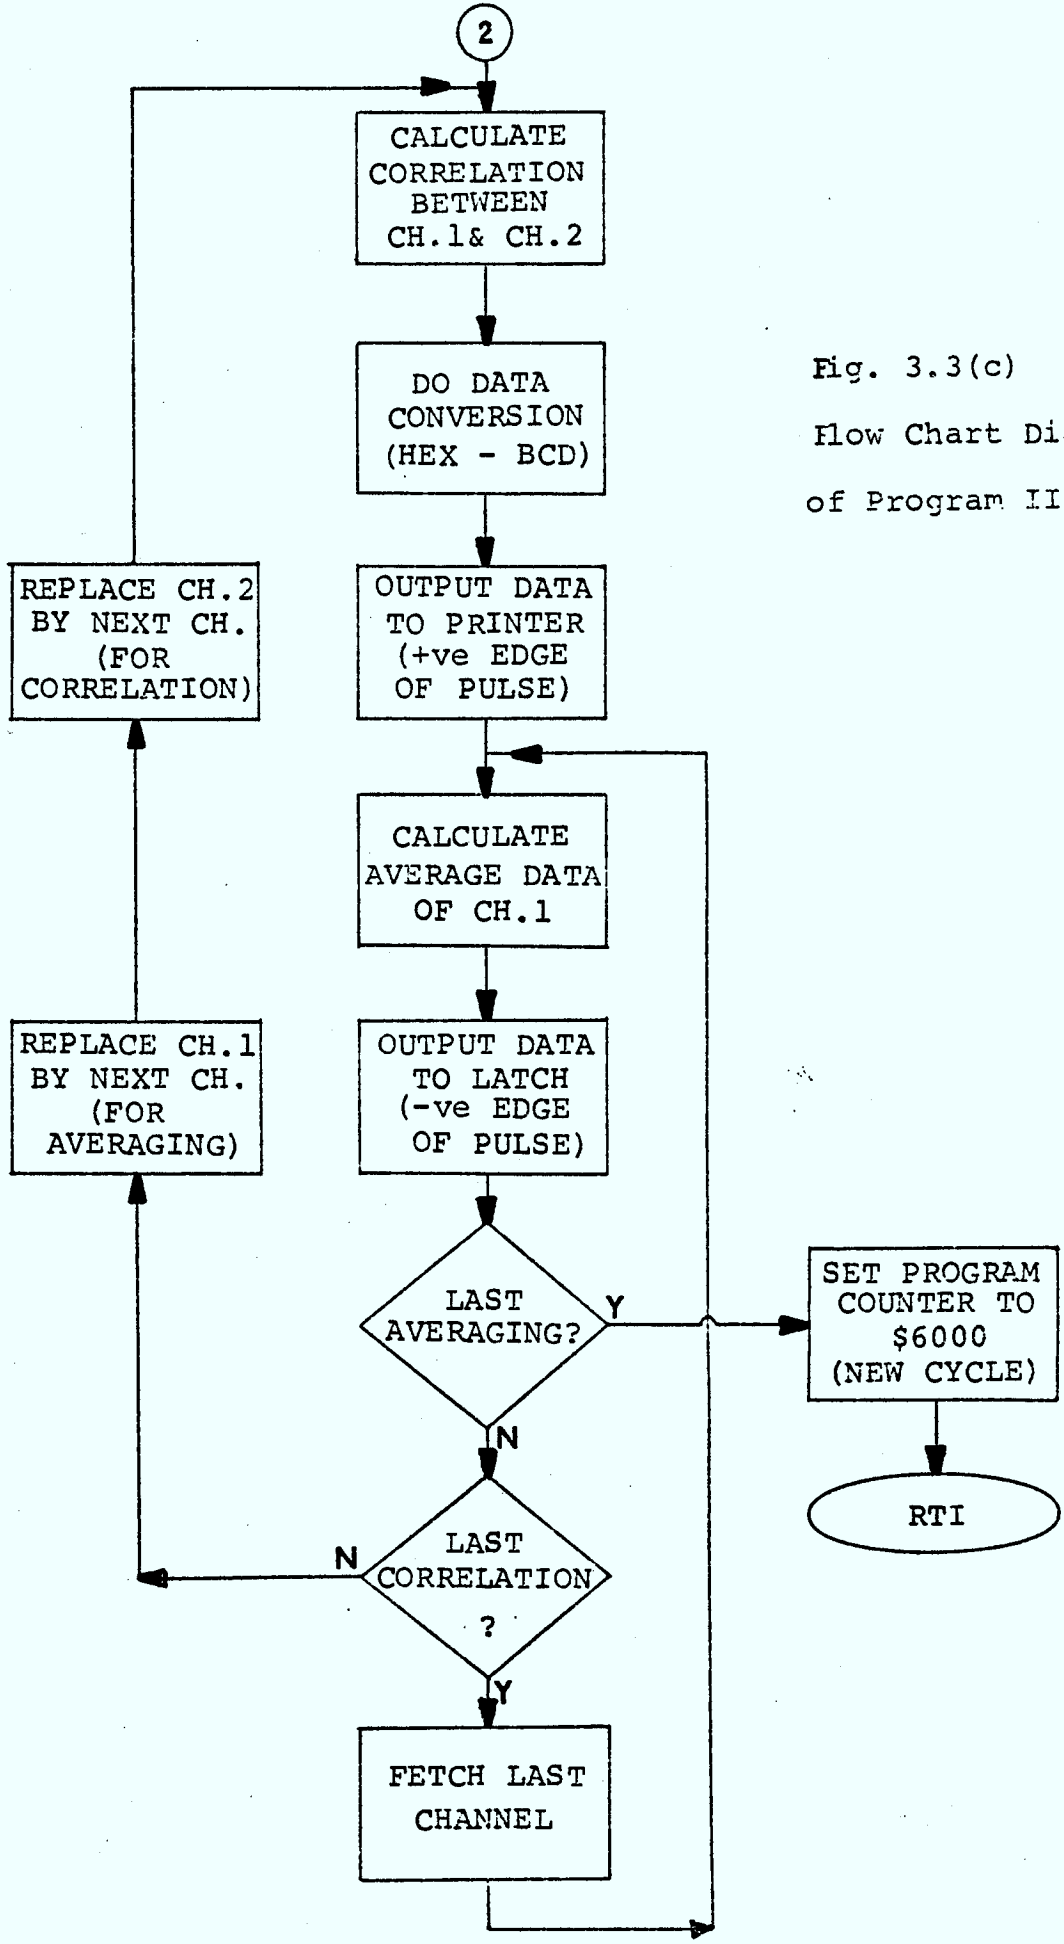 2
CALCULATE
CORRELATION
BETWEEN
CH.1& CH.2
DO DATA
CONVERSION
(HEX - BCD)
Fig. 3.3(c)
Flow Chart Di
of Program II
OUTPUT DATA
TO PRINTER
(+ve EDGE
OF PULSE)
REPLACE CH.2
BY NEXT CH.
(FOR
CORRELATION)
CALCULATE
AVERAGE DATA
OF CH.1
REPLACE CH.1
BY NEXT CH.
(FOR
AVERAGING)
OUTPUT DATA
TO LATCH
(-ve EDGE
OF PULSE)
LAST
AVERAGING?
Y
SET PROGRAM
COUNTER TO
$6000
(NEW CYCLE)
N
RTI
LAST
CORRELATION
?
N
Y
FETCH LAST
CHANNEL